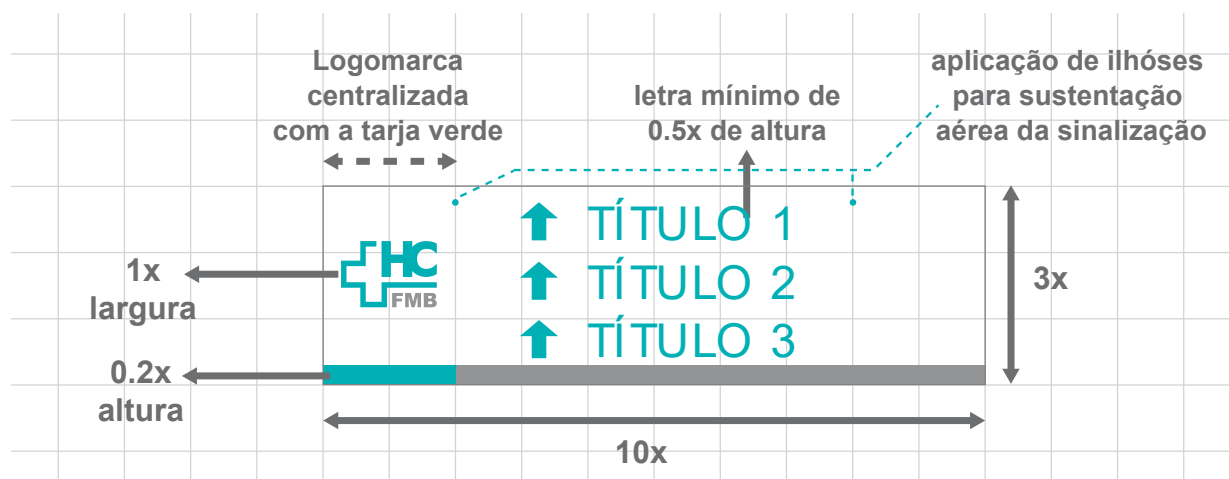 Logomarca
centralizada
com a tarja verde
letra mínimo de
0.5x de altura
aplicação de ilhóses
para sustentação
aérea da sinalização
TÍTULO 1
HC
FMB
TÍTULO 2
TÍTULO 3
1x
largura
3x
0.2x
altura
10x